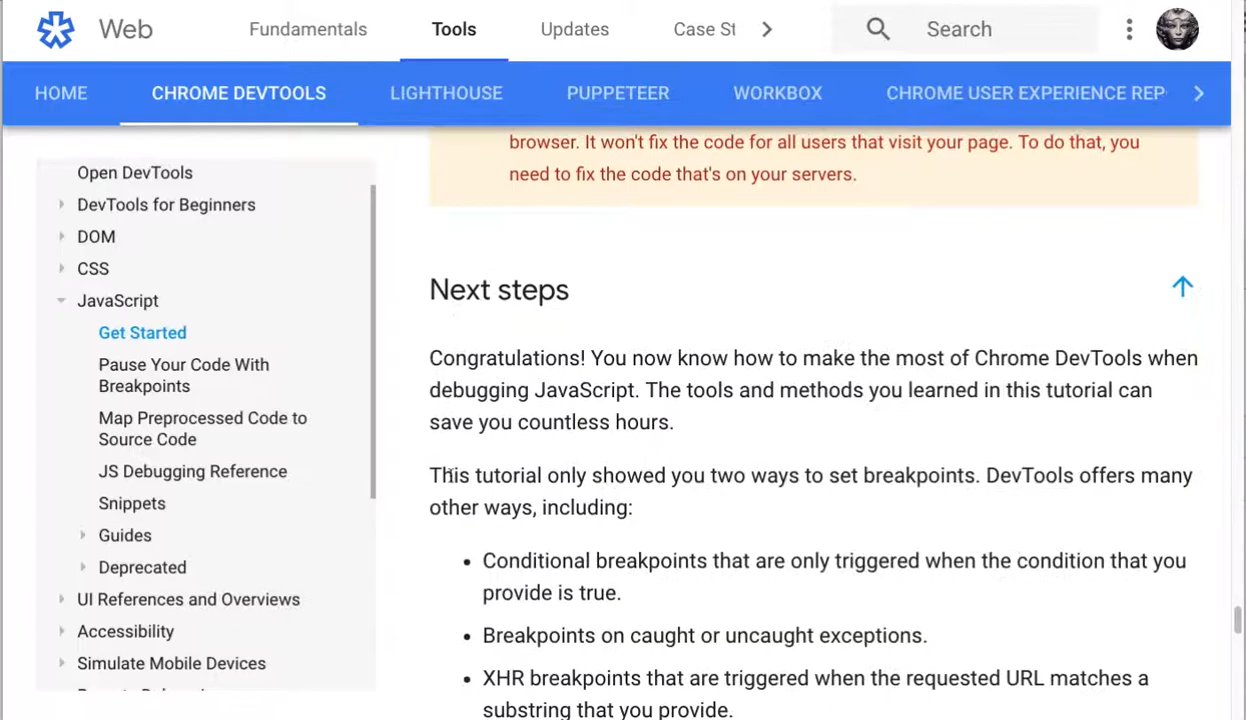 Web
Fundamentals
Tools
Updates
Case St
Search
HOME
CHROME DEVTOOLS
LIGHTHOUSE
PUPPETEER
WORKBOX
CHROME USER EXPERIENCE REP
Open DevTools
DevTools for Beginners
DOM
CSS
JavaScript
Get Started
Pause Your Code With
Breakpoints
Map Preprocessed Code to
Source Code
JS Debugging Reference
Snippets
Guides
Deprecated
UI References and Overviews
Accessibility
Simulate Mobile Devices
browser. It won't fix the code for all users that visit your page. To do that, you
need to fix the code that's on your servers.
Next steps
Congratulations! You now know how to make the most of Chrome DevTools when
debugging JavaScript. The tools and methods you learned in this tutorial can
save you countless hours.
This tutorial only showed you two ways to set breakpoints. DevTools offers many
other ways, including:
• Conditional breakpoints that are only triggered when the condition that you
provide is true.
• Breakpoints on caught or uncaught exceptions.
• XHR breakpoints that are triggered when the requested URL matches a
substring that you provide.